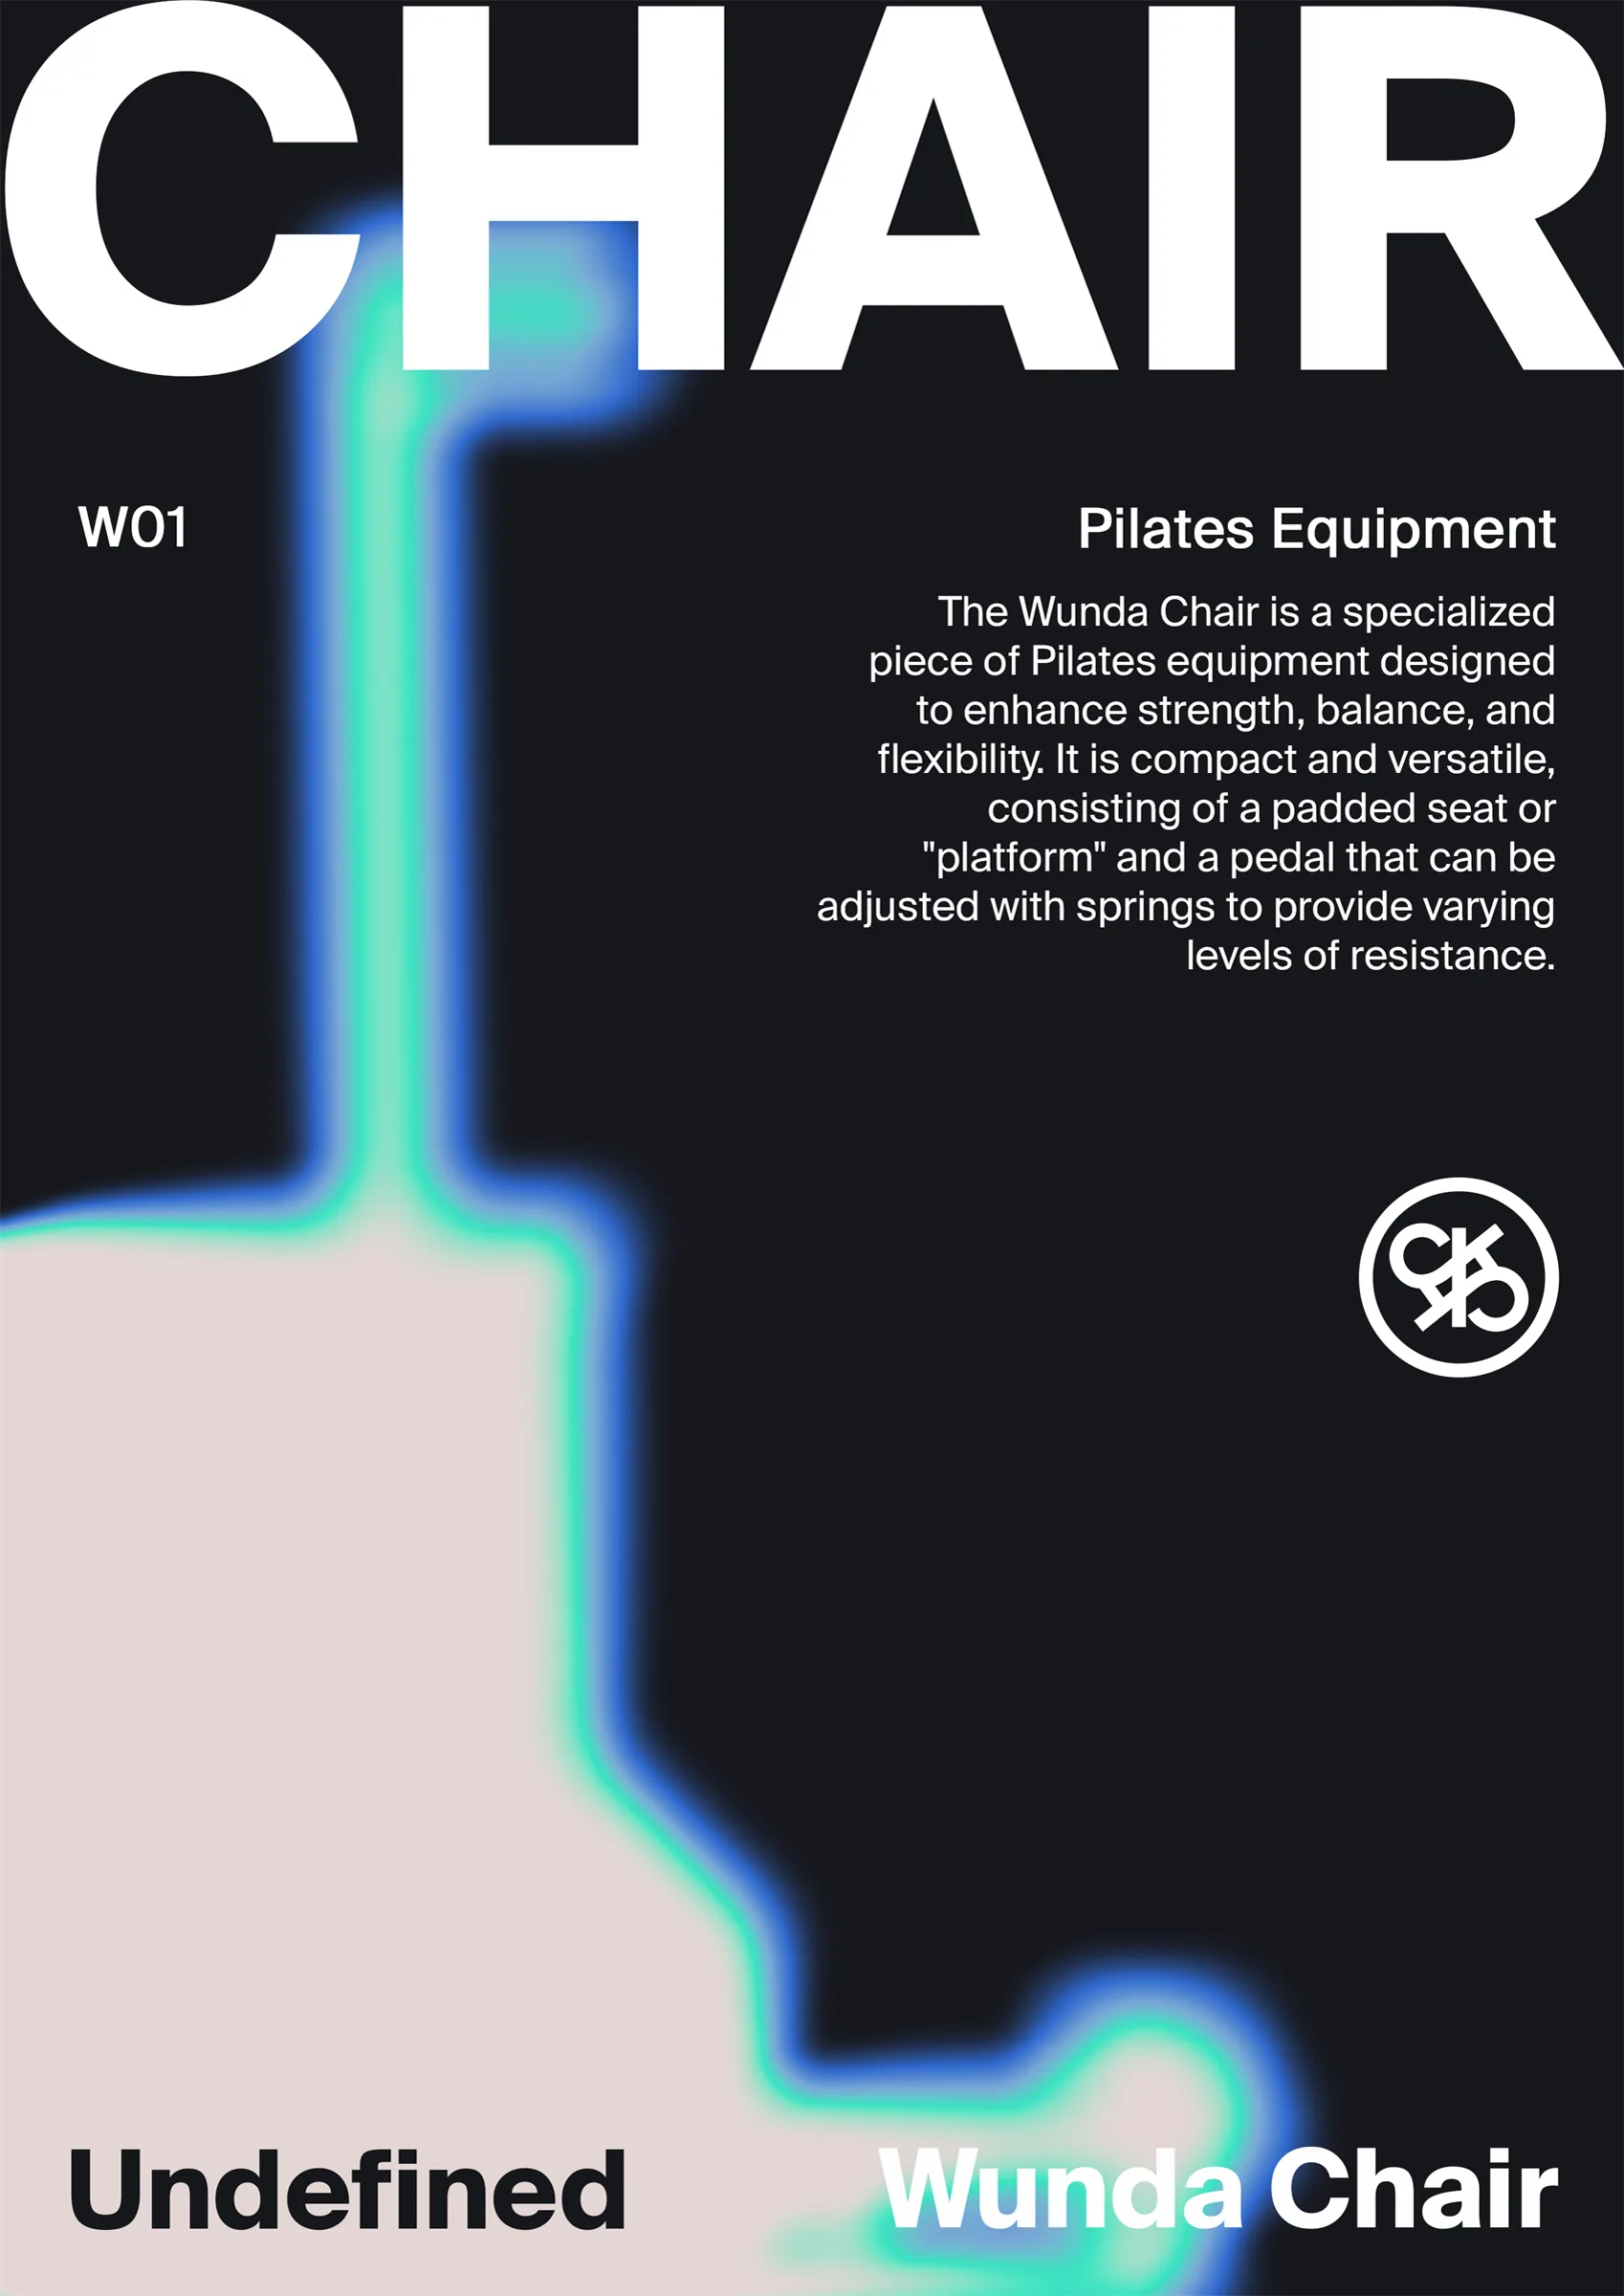 CHAIR
W01
Pilates Equipment
The Wunda Chair is a specialized
piece of Pilates equipment designed
to enhance strength, balance, and
flexibility. It is compact and versatile,
consisting of a padded seat or
"platform" and a pedal that can be
adjusted with springs to provide varying
levels of resistance.
Undefined
Wunda Chair